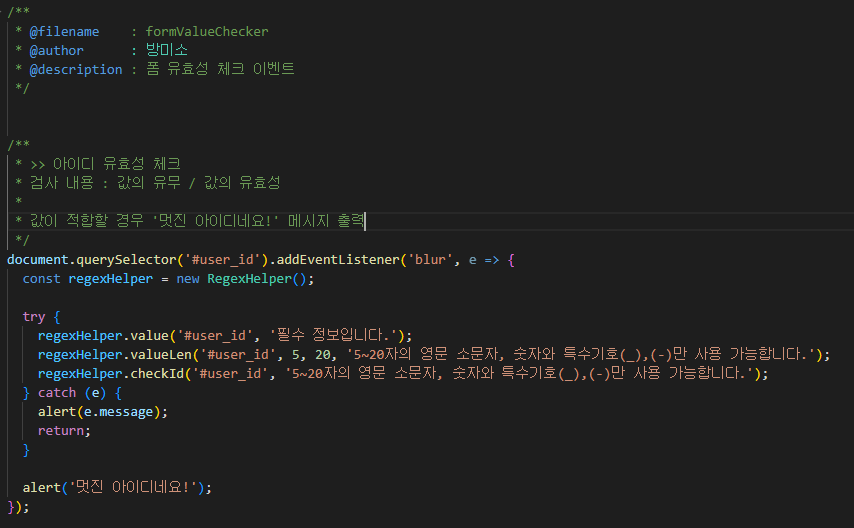 /**
 * @filename    : formValueChecker
 * @author      : 방미소
 * @description : 폼 유효성 체크 이벤트
 */
/**
 * >> 아이디 유효성 체크
 * 검사 내용 : 값의 유무 / 값의 유효성
 *
 * 값이 적합할 경우 '멋진 아이디네요!' 메시지 출력
 */
document.querySelector('#user_id').addEventListener('blur', e => {
  const regexHelper = new RegexHelper();
  try {
    regexHelper.value('#user_id', '필수 정보입니다.');
    regexHelper.valueLen('#user_id', 5, 20, '5~20자의 영문 소문자, 숫자와 특수기호(_),(-)만 사용 가능합니다.');
    regexHelper.checkId('#user_id', '5~20자의 영문 소문자, 숫자와 특수기호(_),(-)만 사용 가능합니다.');
  } catch (e) {
    alert(e.message);
    return;
  }
  alert('멋진 아이디네요!');
});